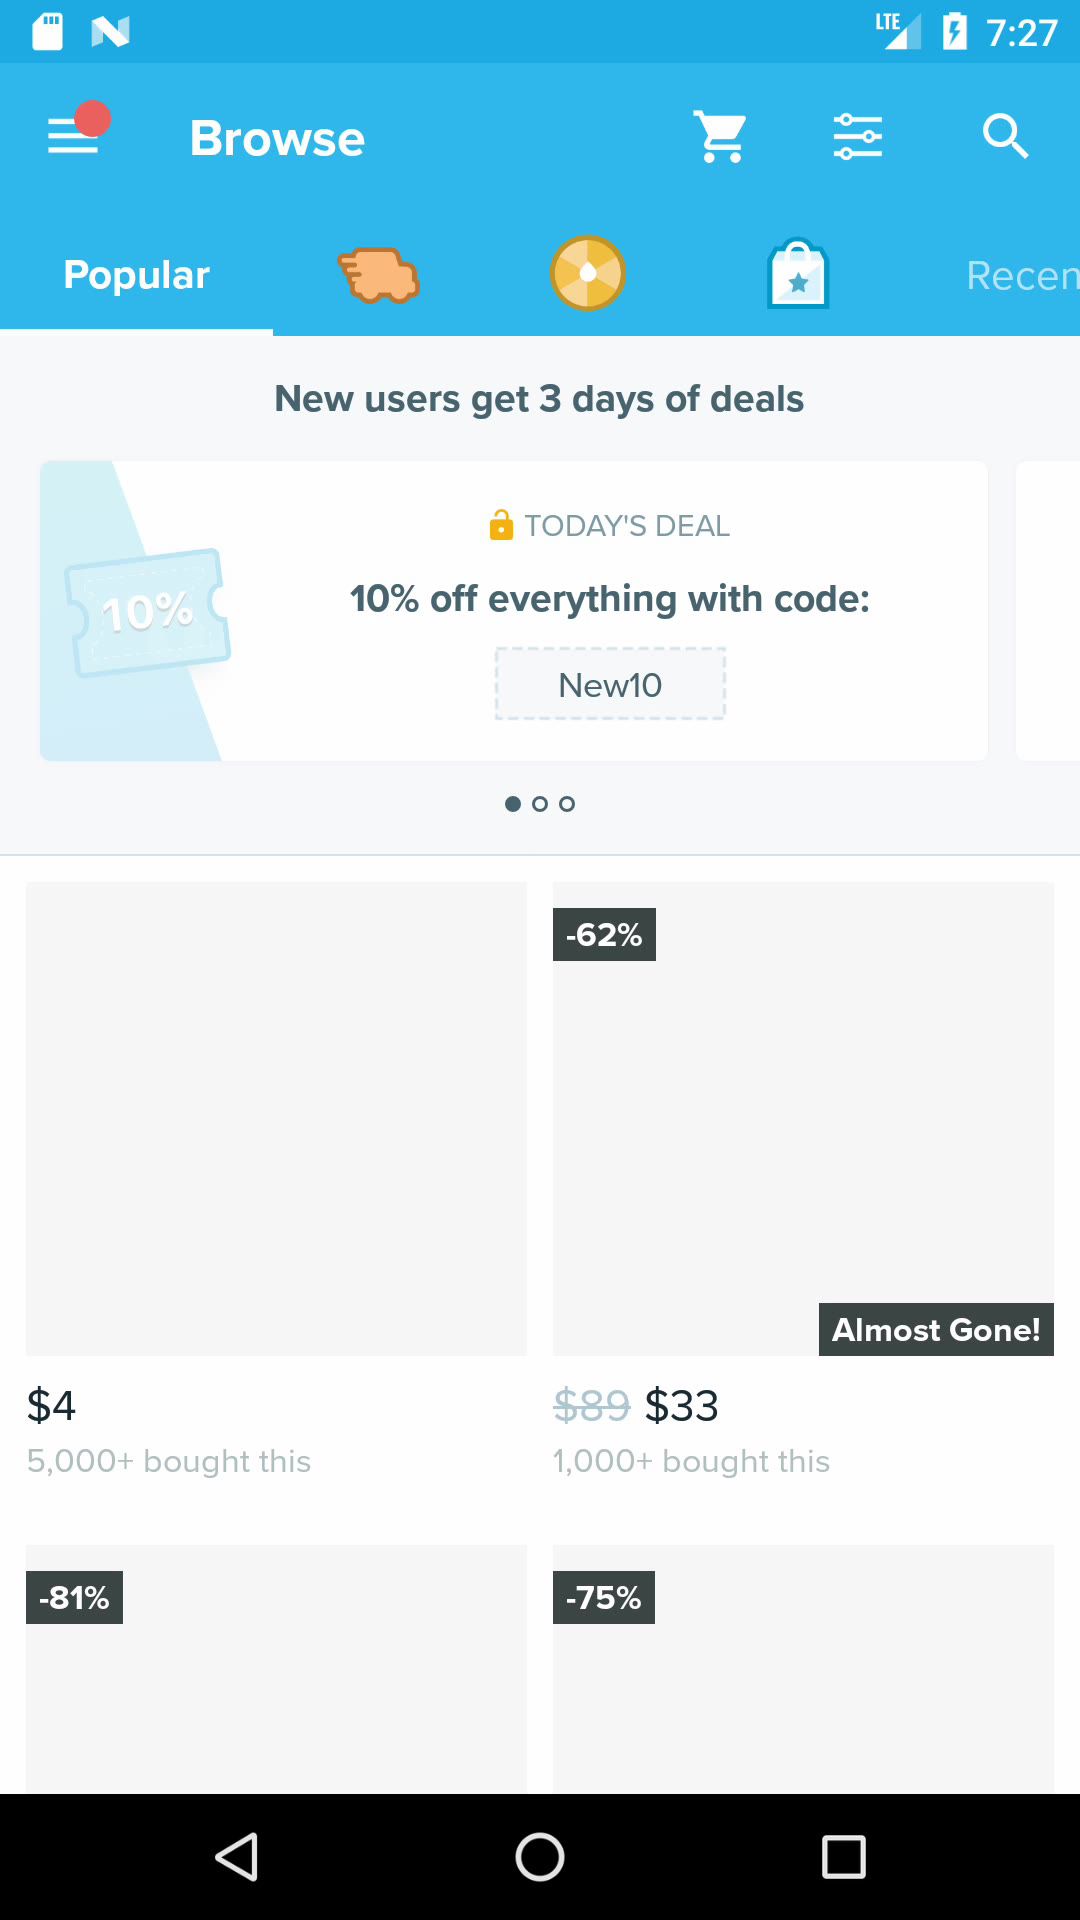 LTE 7:27
Browse
Popular
Recen
New users get 3 days of deals
TODAY'S DEAL
10% off everything with code:
10%
New10
-62%
Almost Gone!
$4
$89 $33
5,000+ bought this
1,000+ bought this
-81%
-75%